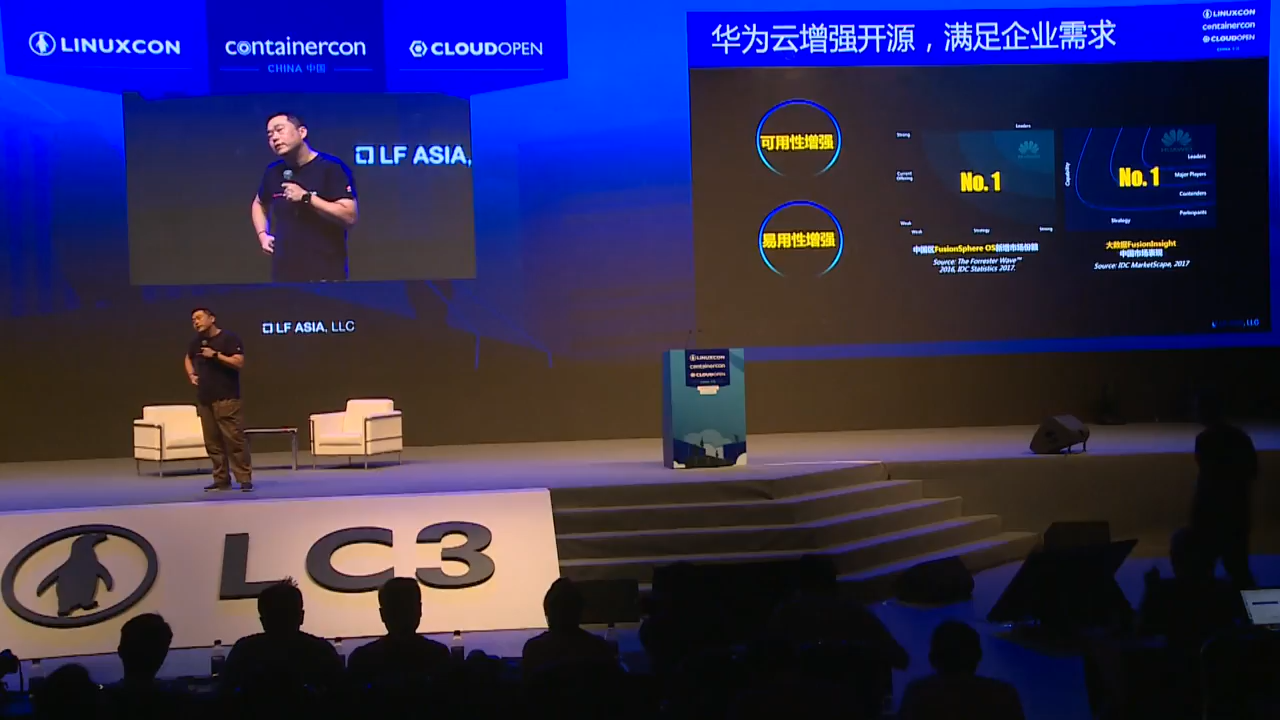 LINUXCON
containercon
CHINA 中国
CLOUDOPEN
LF ASIA,
LF ASIA, LLC
华为云增强开源，满足企业需求
LINUXCON
containercon
CLOUDOPEN
可用性增强
易用性增强
Leaders
Strong
Current
Offering
Weak
Weak
Strategy
Strong
No. 1
中国区FusionSphere OS新增市场份额
Source: The Forrester Wave™
2016, IDC Statistics 2017.
Capability
No. 1
Leaders
Major Players
Contenders
Participants
Strategy
大数据FusionInsight
中国市场表现
Source: IDC MarketScape, 2017
LINUXCON
containercon
CLOUDOPEN
LC3